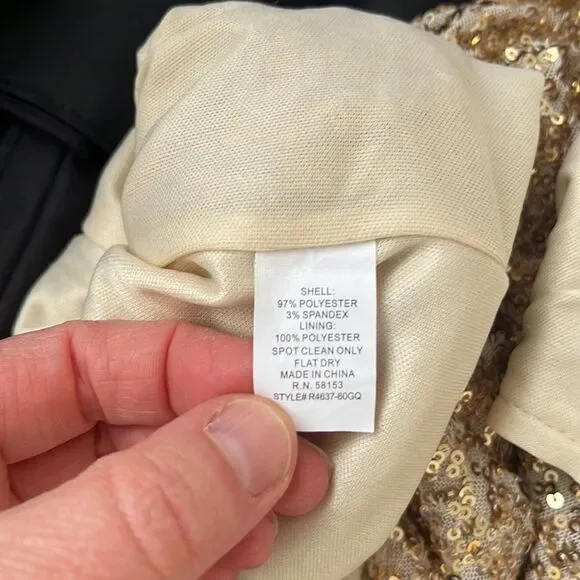 SHELL:
97% POLYESTER
3% SPANDEX
LINING:
100% POLYESTER
SPOT CLEAN ONLY
FLAT DRY
MADE IN CHINA
R.N. 58153
STYLE# R4637-60GQ